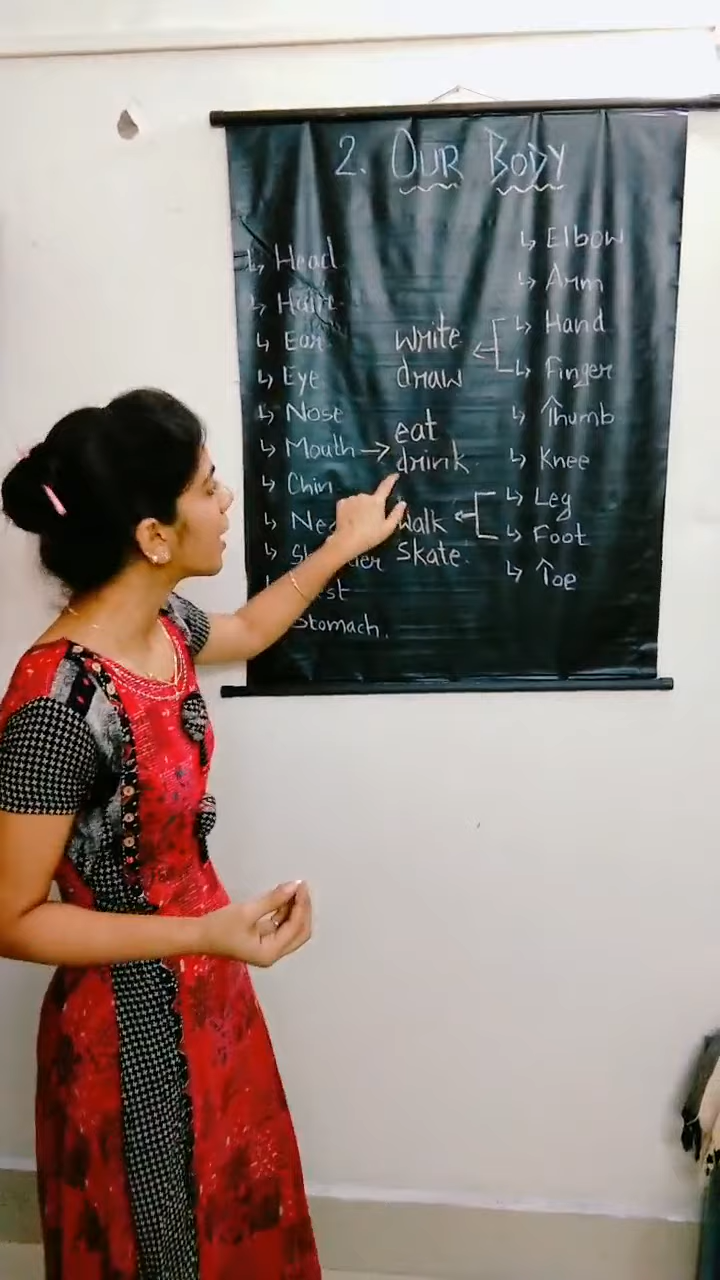 2. OUR BODY
↳ Head
↳ Hair
↳ Ear
↳ Eye
↳ Nose
↳ Mouth →
↳ Chin
↳
↳
Stomach.
write
draw
eat
drink
walk
skate.
↳ Elbow
↳ Arm
↳ Hand
↳ Finger
↳ Thumb
↳ Knee
↳ Leg
↳ Foot
↳ Toe